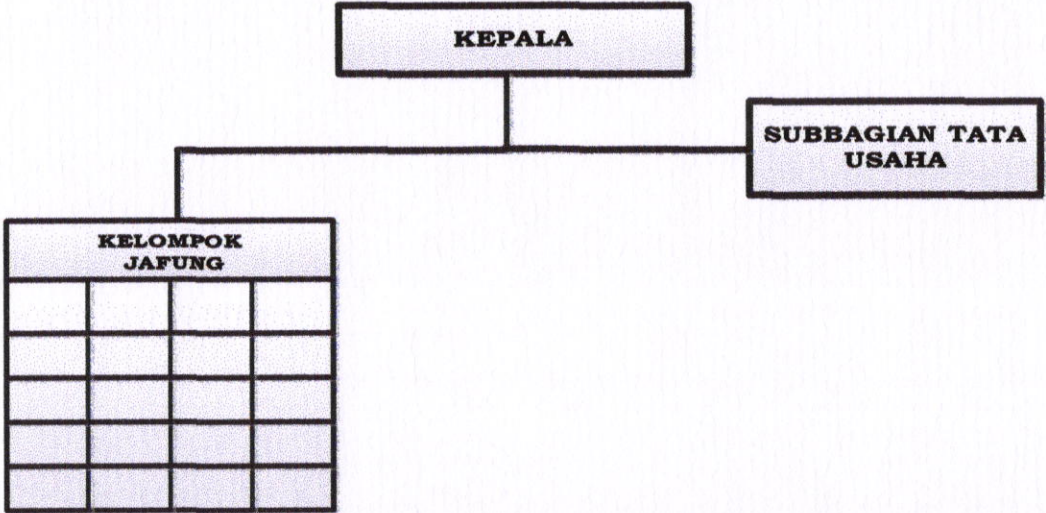 KEPALA
SUBBAGIAN TATA
USAHA
KELOMPOK
JAFUNG